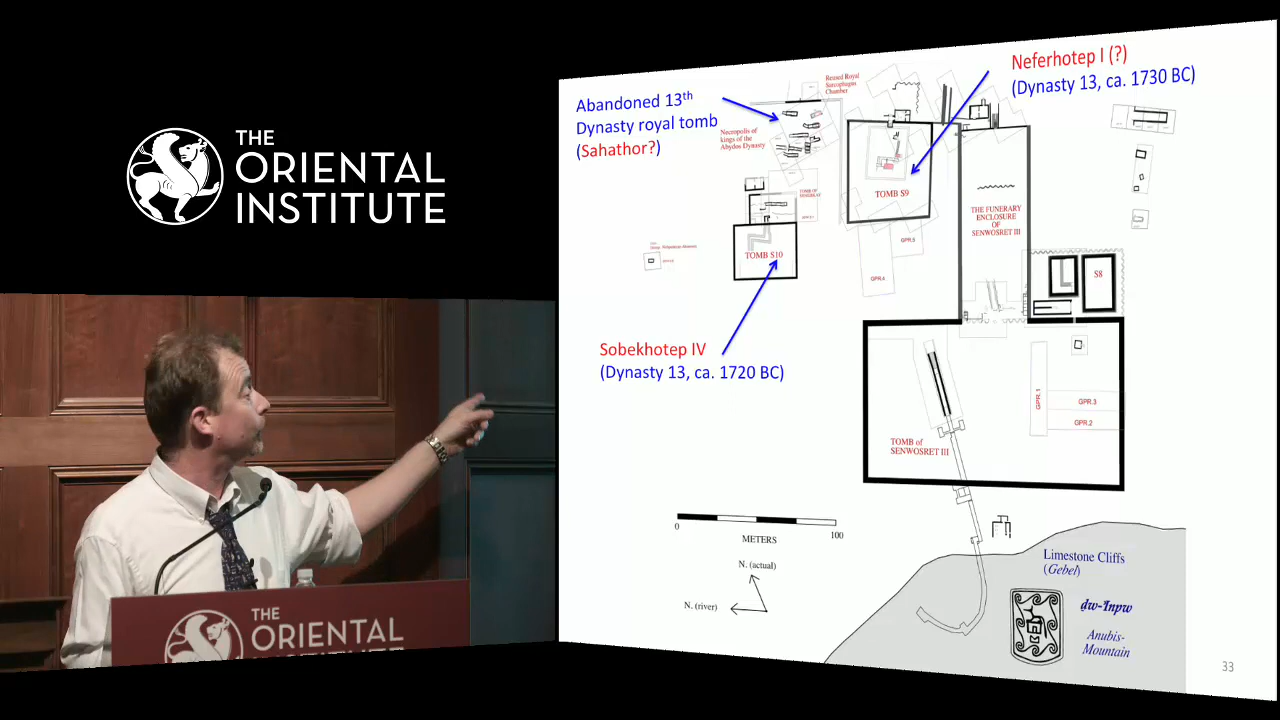 THE
ORIENTAL
INSTITUTE
THE
ORIENTAL
Abandoned 13th
Dynasty royal tomb
(Sahathor?)
Reused Royal
Sarcophagus
Chamber
Neferhotep I (?)
(Dynasty 13, ca. 1730 BC)
Necropolis of
kings of the
Abydos Dynasty
TOMB S9
THE FUNERARY
ENCLOSURE
OF
SENWOSRET III
TOMB S10
GPR.5
GPR.4
S8
Sobekhotep IV
(Dynasty 13, ca. 1720 BC)
GPR.1
GPR.3
GPR.2
TOMB of
SENWOSRET III
0
100
METERS
N. (actual)
N. (river)
Limestone Cliffs
(Gebel)
Anubis-
Mountain
33